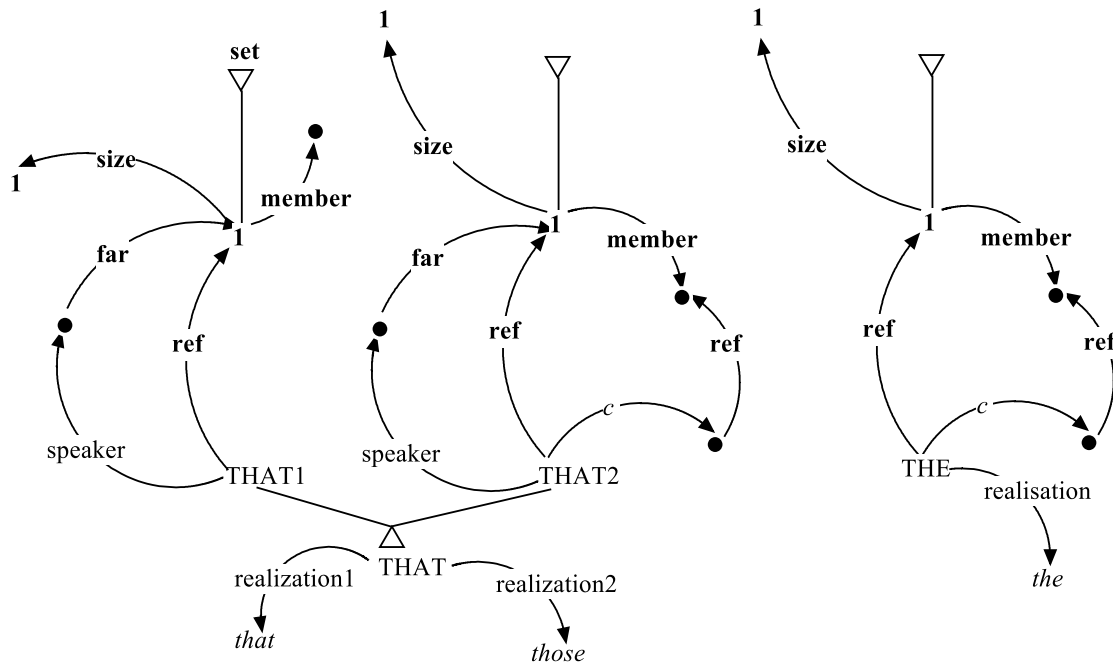 1
1
set
size
size
size
1
member
1
1
1
member
member
far
far
ref
ref
ref
ref
ref
c
c
speaker
speaker
THAT1
THAT2
THE
realisation
THAT
realization1
realization2
the
that
those